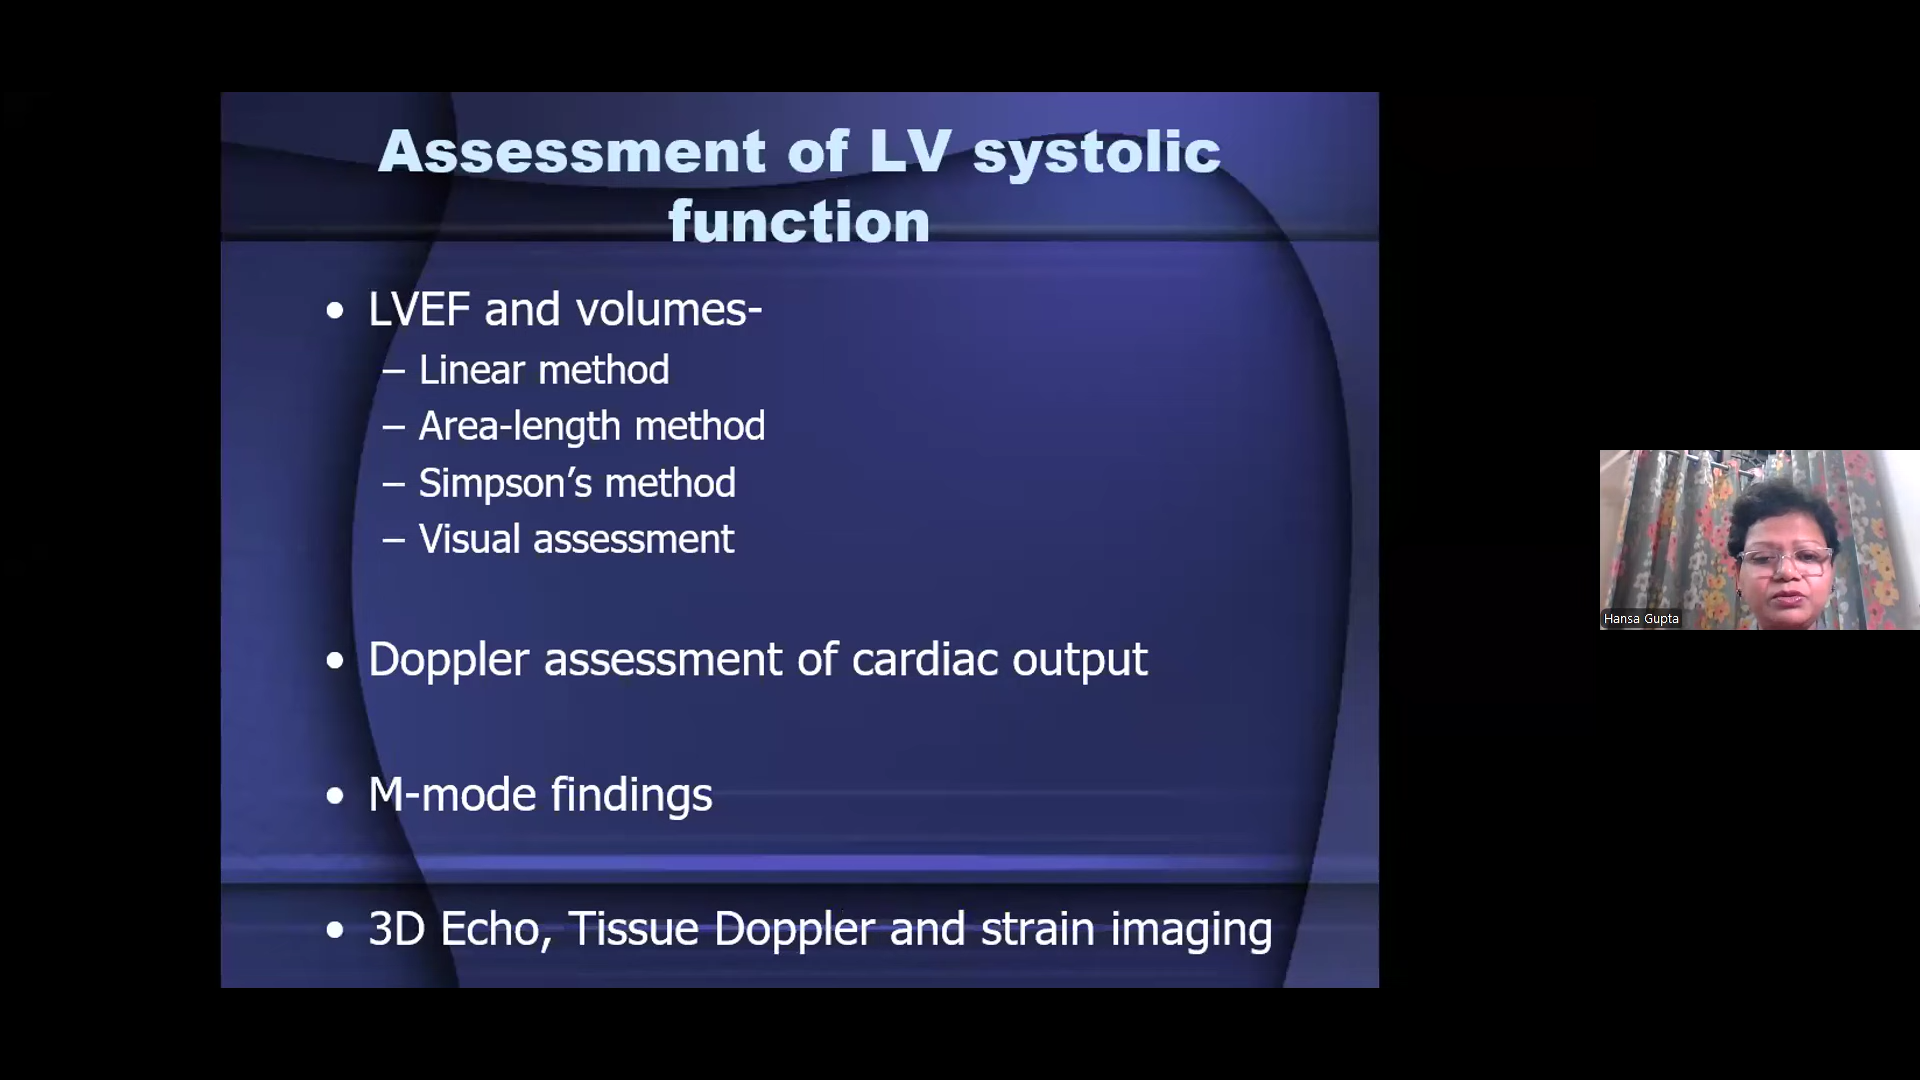 Assessment of LV systolic
function
• LVEF and volumes-
– Linear method
– Area-length method
– Simpson’s method
– Visual assessment
• Doppler assessment of cardiac output
• M-mode findings
• 3D Echo, Tissue Doppler and strain imaging
Hansa Gupta